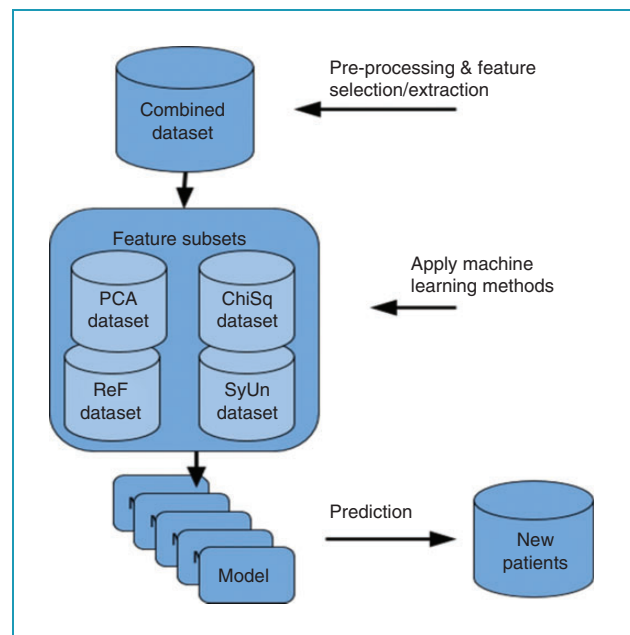 Combined
dataset
Pre-processing & feature
selection/extraction
Feature subsets
PCA
dataset
ChiSq
dataset
ReF
dataset
SyUn
dataset
Apply machine
learning methods
Model
Prediction
New
patients